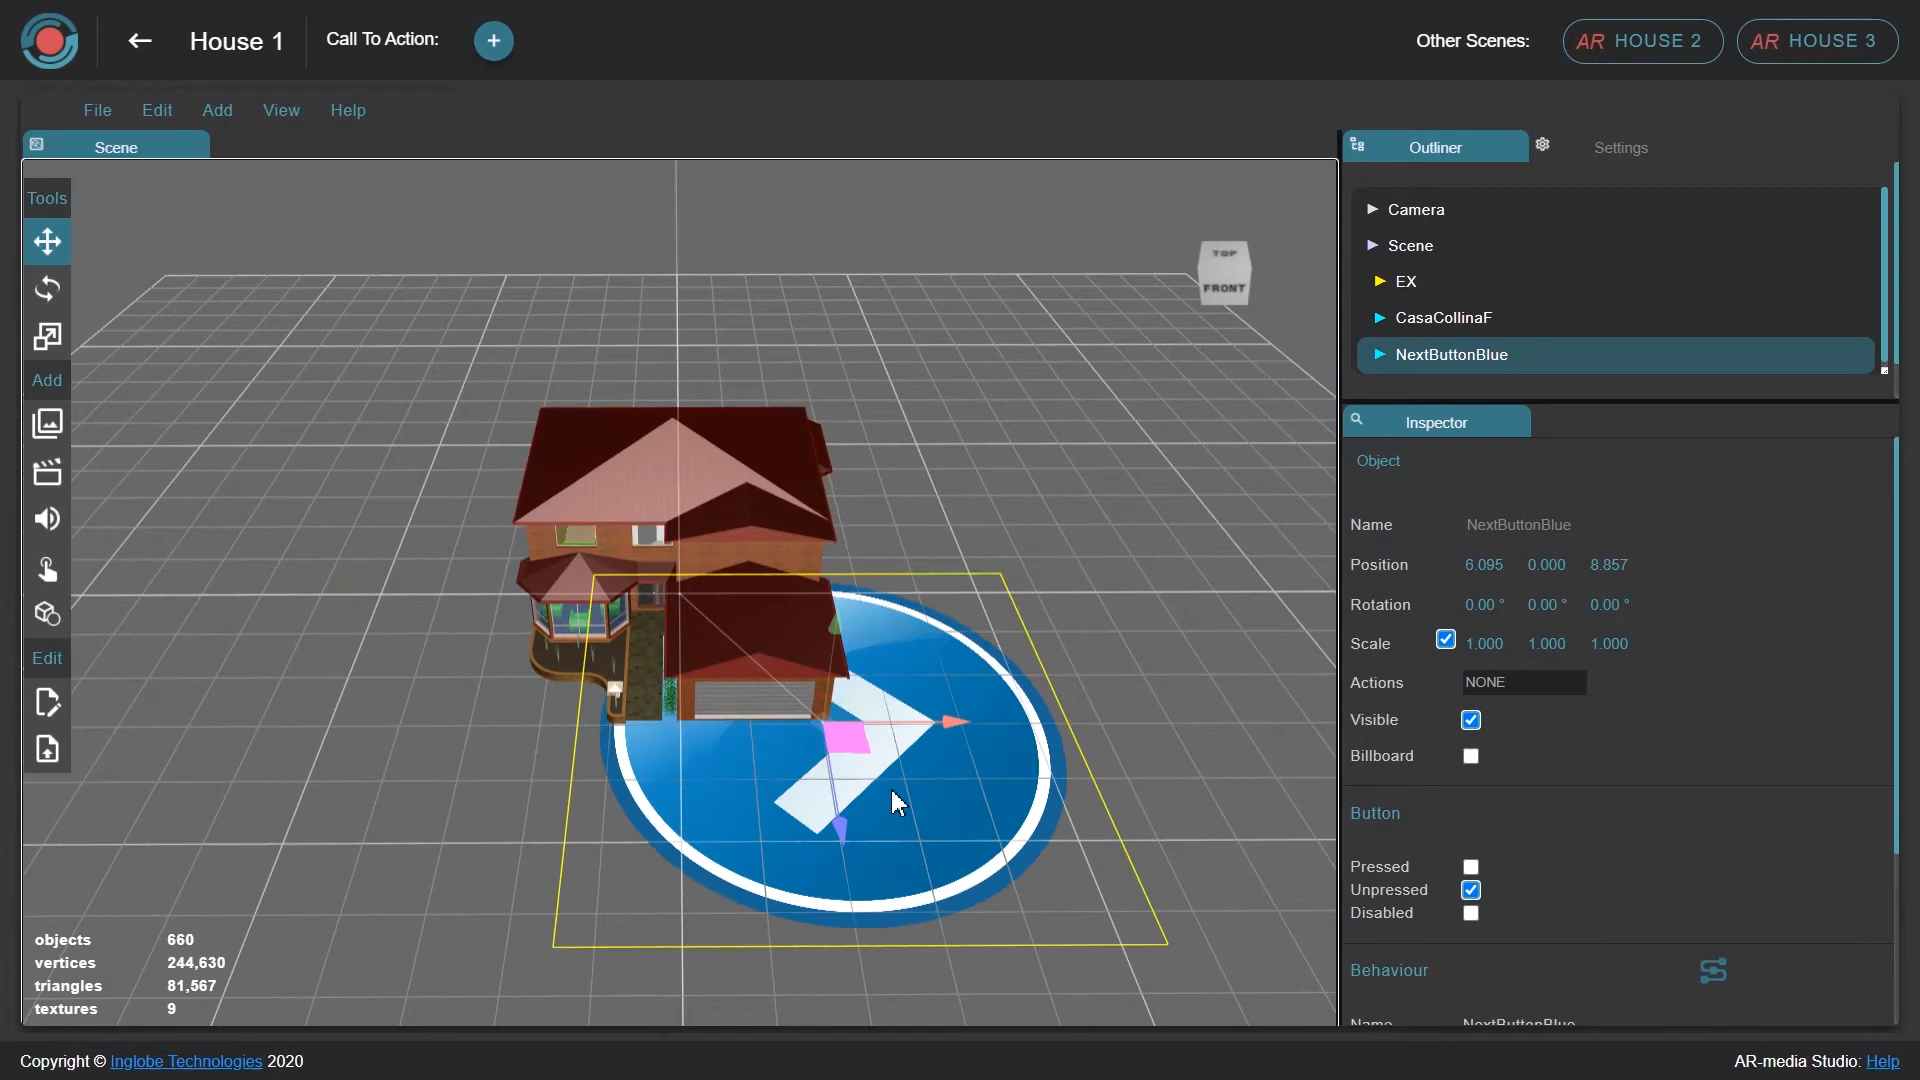 House 1
Call To Action:
+
Other Scenes:
AR HOUSE 2
AR HOUSE 3
File
Edit
Add
View
Help
Scene
Outliner
Settings
Tools
Add
Edit
TOP
FRONT
Camera
Scene
EX
CasaCollinaF
NextButtonBlue
Inspector
Object
Name NextButtonBlue
Position 6.095 0.000 8.857
Rotation 0.00 ° 0.00 ° 0.00 °
Scale 1.000 1.000 1.000
Actions NONE
Visible
Billboard
Button
Pressed
Unpressed
Disabled
Behaviour
Name NextButtonBlue
objects 660
vertices 244,630
triangles 81,567
textures 9
Copyright © Inglobe Technologies 2020
AR-media Studio: Help